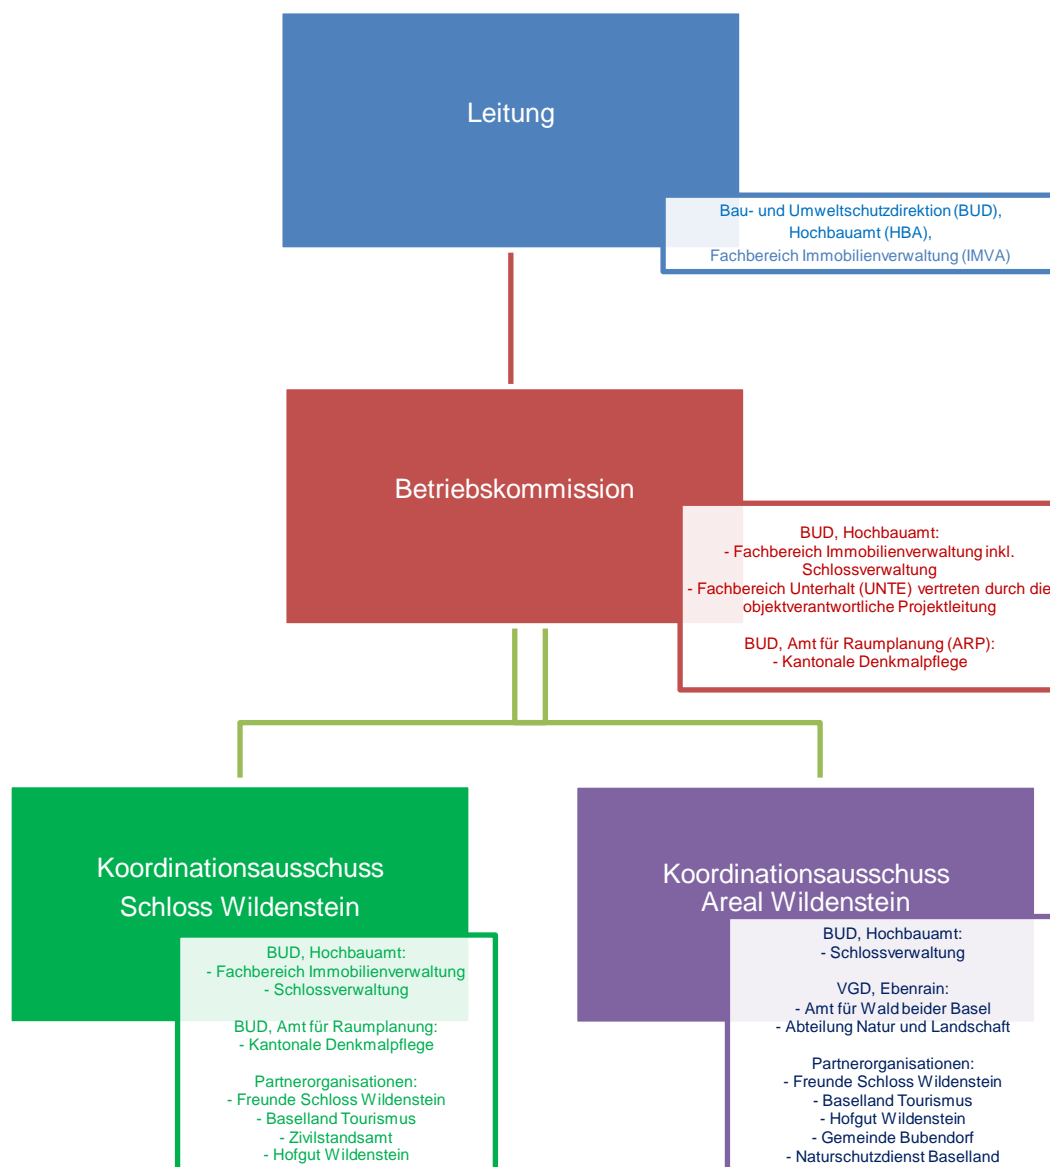 Leitung
Bau- und Umweltschutzdirektion (BUD),
Hochbauamt (HBA),
Fachbereich Immobilienverwaltung (IMVA)
Betriebskommission
BUD, Hochbauamt:
- Fachbereich Immobilienverwaltung inkl.
Schlossverwaltung
- Fachbereich Unterhalt (UNTE) vertreten durch die
objektverantwortliche Projektleitung
BUD, Amt für Raumplanung (ARP):
- Kantonale Denkmalpflege
Koordinationsausschuss
Schloss Wildenstein
BUD, Hochbauamt:
- Fachbereich Immobilienverwaltung
- Schlossverwaltung
BUD, Amt für Raumplanung:
- Kantonale Denkmalpflege
Partnerorganisationen:
- Freunde Schloss Wildenstein
- Baselland Tourismus
- Zivilstandsamt
- Hofgut Wildenstein
Koordinationsausschuss
Areal Wildenstein
BUD, Hochbauamt:
- Schlossverwaltung
VGD, Ebenrain:
- Amt für Wald beider Basel
- Abteilung Natur und Landschaft
Partnerorganisationen:
- Freunde Schloss Wildenstein
- Baselland Tourismus
- Hofgut Wildenstein
- Gemeinde Bubendorf
- Naturschutzdienst Baselland